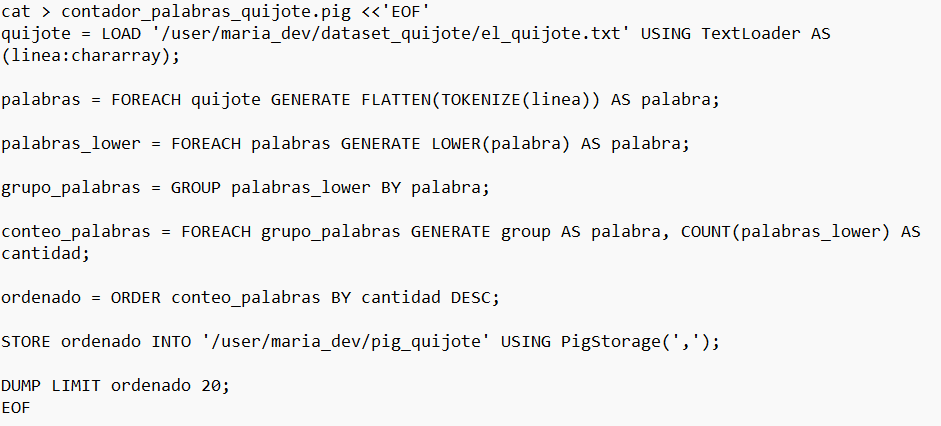 cat > contador_palabras_quijote.pig <<'EOF'
quijote = LOAD '/user/maria_dev/dataset_quijote/el_quijote.txt' USING TextLoader AS
(linea:chararray);
palabras = FOREACH quijote GENERATE FLATTEN(TOKENIZE(linea)) AS palabra;
palabras_lower = FOREACH palabras GENERATE LOWER(palabra) AS palabra;
grupo_palabras = GROUP palabras_lower BY palabra;
conteo_palabras = FOREACH grupo_palabras GENERATE group AS palabra, COUNT(palabras_lower) AS
cantidad;
ordenado = ORDER conteo_palabras BY cantidad DESC;
STORE ordenado INTO '/user/maria_dev/pig_quijote' USING PigStorage(',');
DUMP LIMIT ordenado 20;
EOF